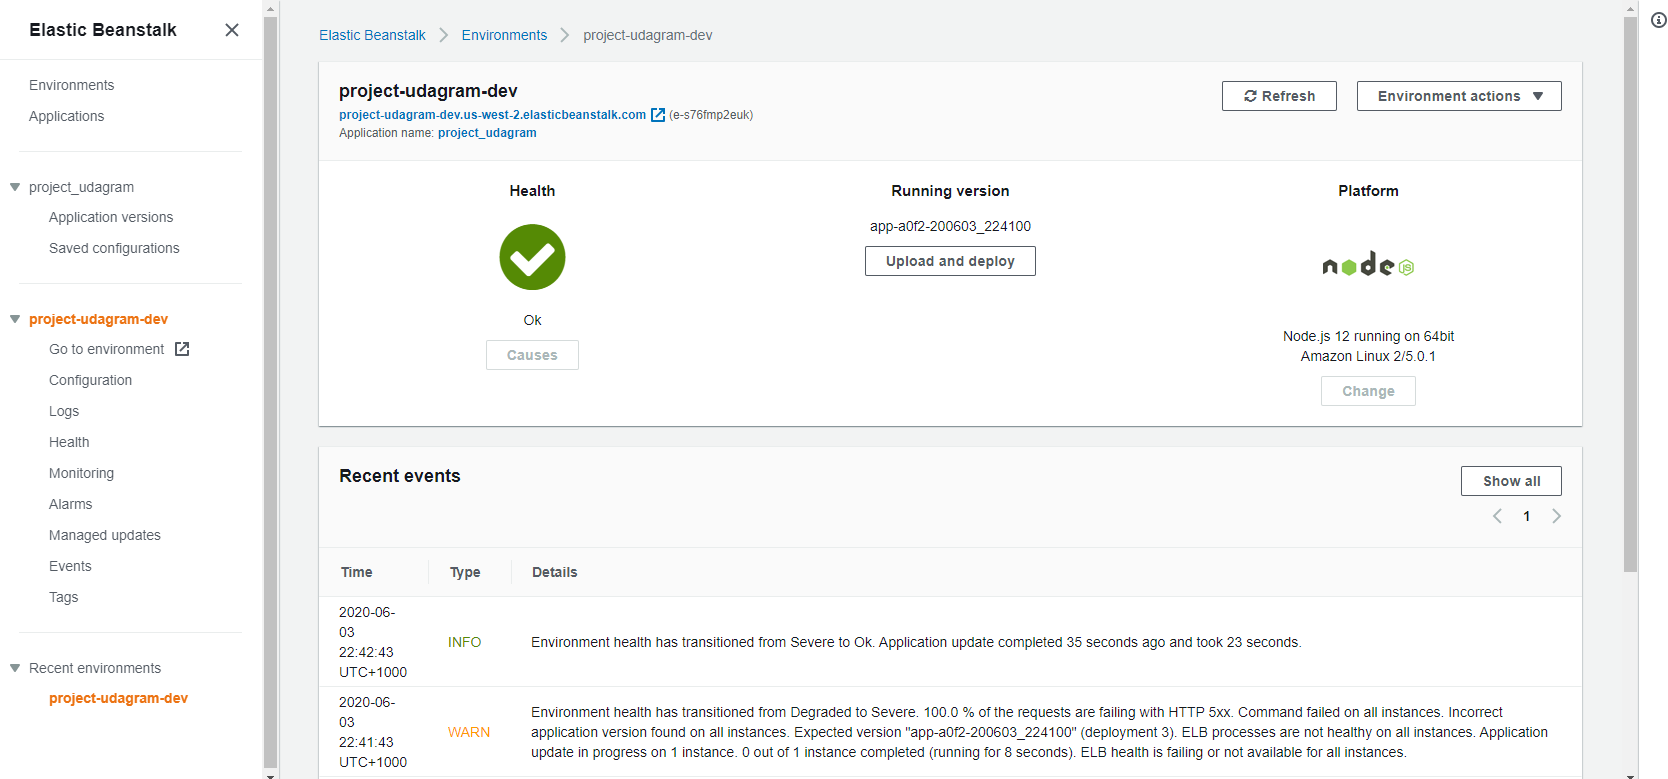 Elastic Beanstalk
Environments
Applications
project_udagram
Application versions
Saved configurations
project-udagram-dev
Go to environment
Configuration
Logs
Health
Monitoring
Alarms
Managed updates
Events
Tags
Recent environments
project-udagram-dev
Elastic Beanstalk Environments project-udagram-dev
project-udagram-dev
project-udagram-dev.us-west-2.elasticbeanstalk.com (e-s76fmp2euk)
Application name: project_udagram
Refresh
Environment actions
Health
Ok
Causes
Running version
app-a0f2-200603_224100
Upload and deploy
Platform
node JS
Node.js 12 running on 64bit
Amazon Linux 2/5.0.1
Change
Recent events
Show all
1
Time Type Details
2020-06-
03
22:42:43
UTC+1000
INFO
Environment health has transitioned from Severe to Ok. Application update completed 35 seconds ago and took 23 seconds.
2020-06-
03
22:41:43
UTC+1000
WARN
Environment health has transitioned from Degraded to Severe. 100.0 % of the requests are failing with HTTP 5xx. Command failed on all instances. Incorrect
application version found on all instances. Expected version "app-a0f2-200603_224100" (deployment 3). ELB processes are not healthy on all instances. Application
update in progress on 1 instance. 0 out of 1 instance completed (running for 8 seconds). ELB health is failing or not available for all instances.